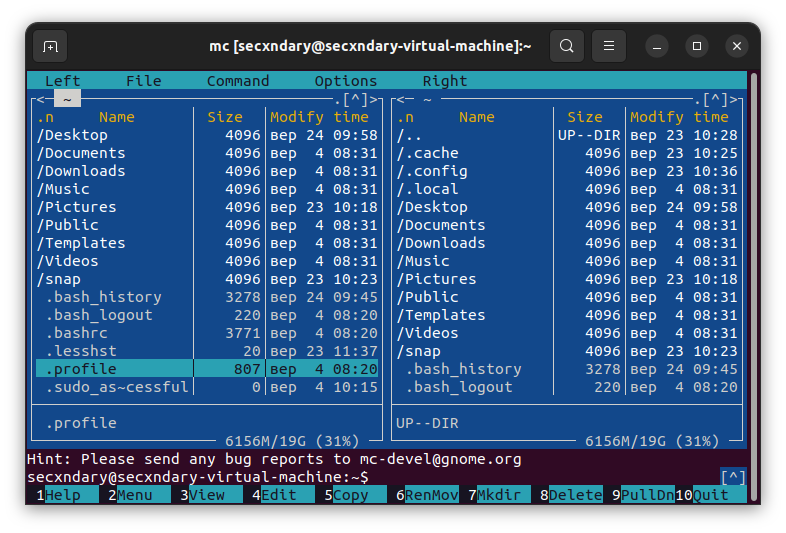 mc [secxndary@secxndary-virtual-machine]:~
Left File Command Options Right
<─ ~ .[^]> <─ ~ .[^]>
.n Name Size Modify time .n Name Size Modify time
/Desktop 4096 вер 24 09:58 /.. UP--DIR вер 23 10:28
/Documents 4096 вер 4 08:31 /.cache 4096 вер 23 10:25
/Downloads 4096 вер 4 08:31 /.config 4096 вер 23 10:36
/Music 4096 вер 4 08:31 /.local 4096 вер 4 08:31
/Pictures 4096 вер 23 10:18 /Desktop 4096 вер 24 09:58
/Public 4096 вер 4 08:31 /Documents 4096 вер 4 08:31
/Templates 4096 вер 4 08:31 /Downloads 4096 вер 4 08:31
/Videos 4096 вер 4 08:31 /Music 4096 вер 4 08:31
/snap 4096 вер 23 10:23 /Pictures 4096 вер 23 10:18
.bash_history 3278 вер 24 09:45 /Public 4096 вер 4 08:31
.bash_logout 220 вер 4 08:20 /Templates 4096 вер 4 08:31
.bashrc 3771 вер 4 08:20 /Videos 4096 вер 4 08:31
.lesshst 20 вер 23 11:37 /snap 4096 вер 23 10:23
.profile 807 вер 4 08:20 .bash_history 3278 вер 24 09:45
.sudo_as~cessful 0 вер 4 10:15 .bash_logout 220 вер 4 08:20
.profile UP--DIR
6156M/19G (31%) 6156M/19G (31%)
Hint: Please send any bug reports to mc-devel@gnome.org
secxndary@secxndary-virtual-machine:~$ [^]
1Help 2Menu 3View 4Edit 5Copy 6RenMov 7Mkdir 8Delete 9PullDn 10Quit